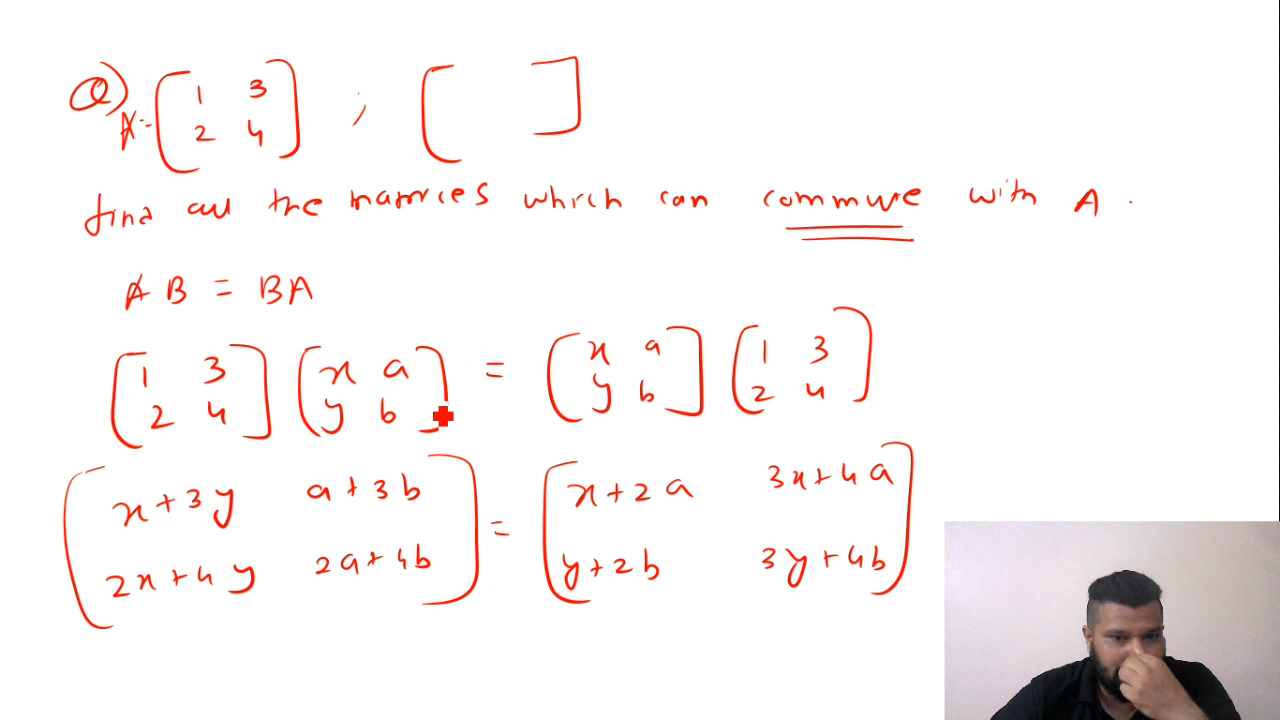 Q) A = [ 1 3 ; [ ]
2 4 ]
find all the matrices which can commute with A.
AB = BA
[ 1 3 ] [ x a ] = [ x a ] [ 1 3 ]
[ 2 4 ] [ y b ] [ y b ] [ 2 4 ]
[ x + 3y a + 3b ] = [ x + 2a 3x + 4a ]
[ 2x + 4y 2a + 4b ] [ y + 2b 3y + 4b ]